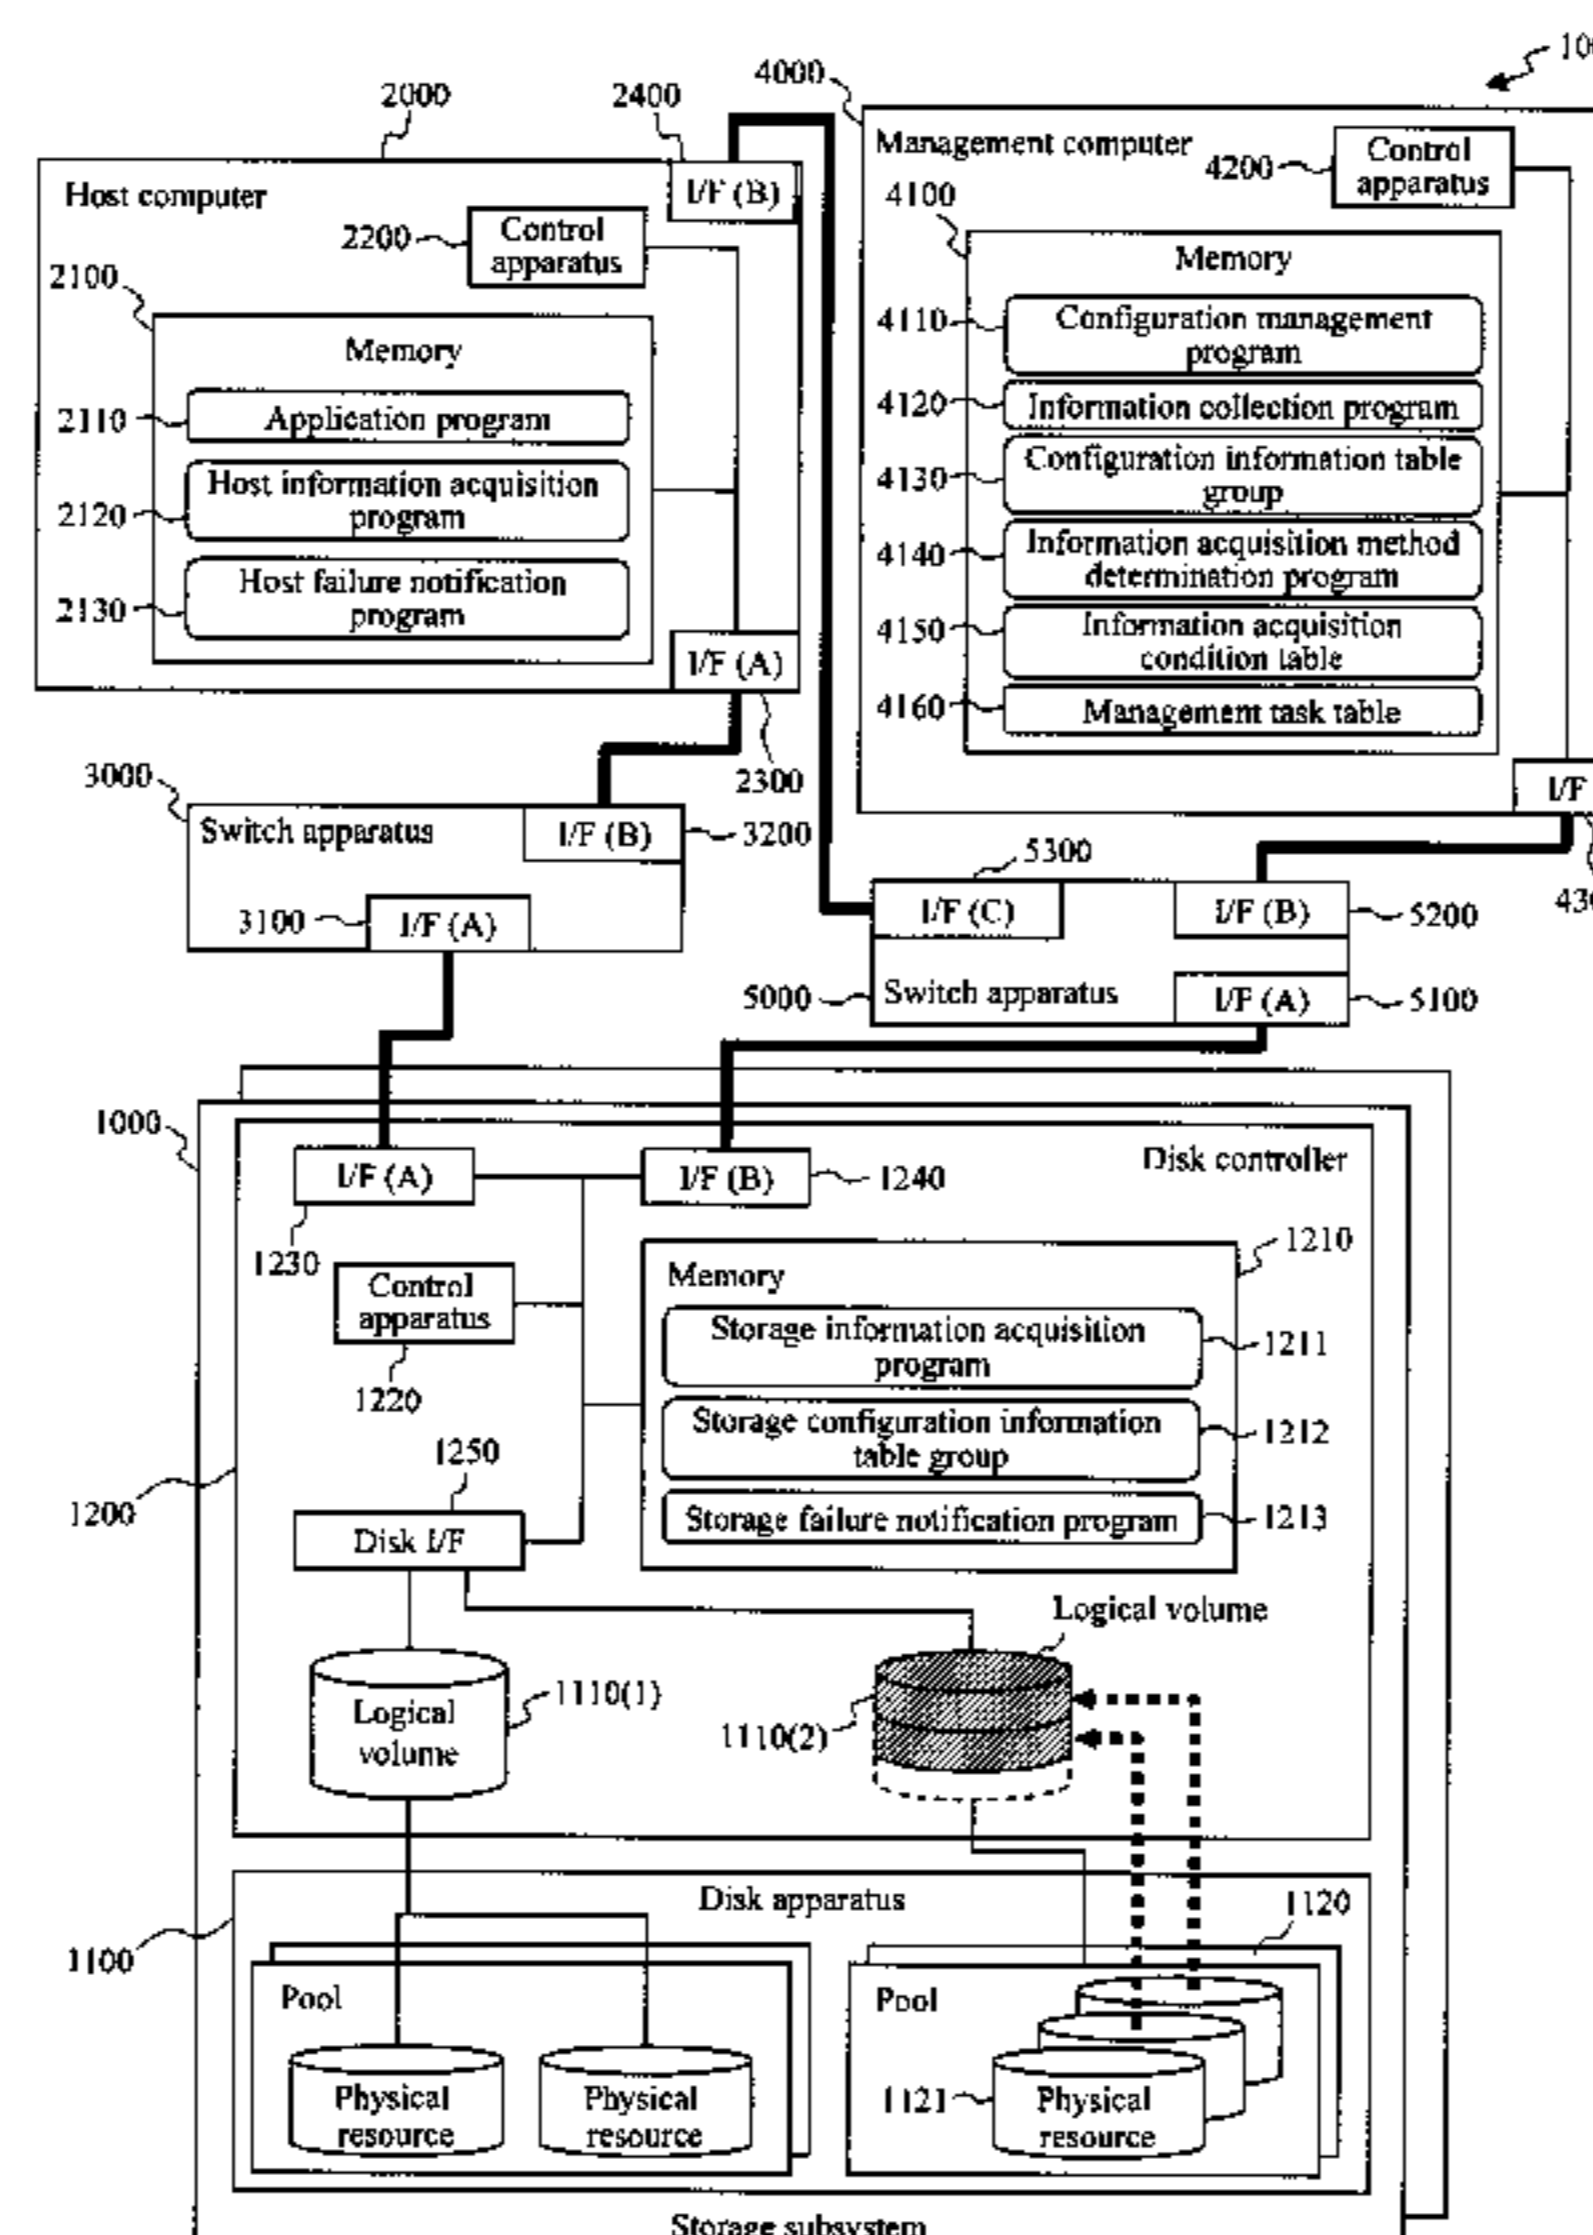 100
2000
2400
4000
Host computer
I/F (B)
2200
Control
apparatus
2100
Memory
2110
Application program
2120
Host information acquisition
program
2130
Host failure notification
program
I/F (A)
2300
Management computer
4200
Control
apparatus
4100
Memory
4110
Configuration management
program
4120
Information collection program
4130
Configuration information table
group
4140
Information acquisition method
determination program
4150
Information acquisition
condition table
4160
Management task table
I/F
430
3000
Switch apparatus
I/F (B)
3200
3100
I/F (A)
5300
I/F (C)
I/F (B)
5200
5000
Switch apparatus
I/F (A)
5100
1000
Disk controller
I/F (A)
I/F (B)
1240
1230
1210
Control
apparatus
1220
Memory
Storage information acquisition
program
1211
Storage configuration information
table group
1212
Storage failure notification program
1213
1250
1200
Disk I/F
Logical volume
Logical
volume
1110(1)
1110(2)
Disk apparatus
1120
1100
Pool
Physical
resource
Physical
resource
Pool
1121
Physical
resource
Storage subsystem